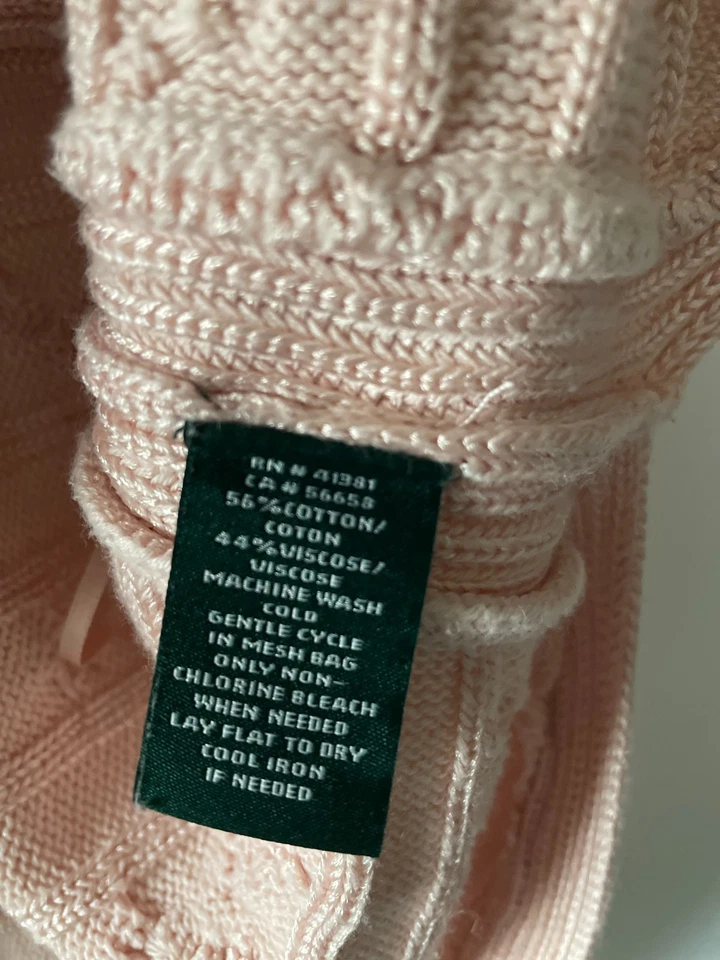 RN # 41381
CA # 56658
56%COTTON/
COTON
44%VISCOSE/
VISCOSE
MACHINE WASH
COLD
GENTLE CYCLE
IN MESH BAG
ONLY NON-
CHLORINE BLEACH
WHEN NEEDED
LAY FLAT TO DRY
COOL IRON
IF NEEDED